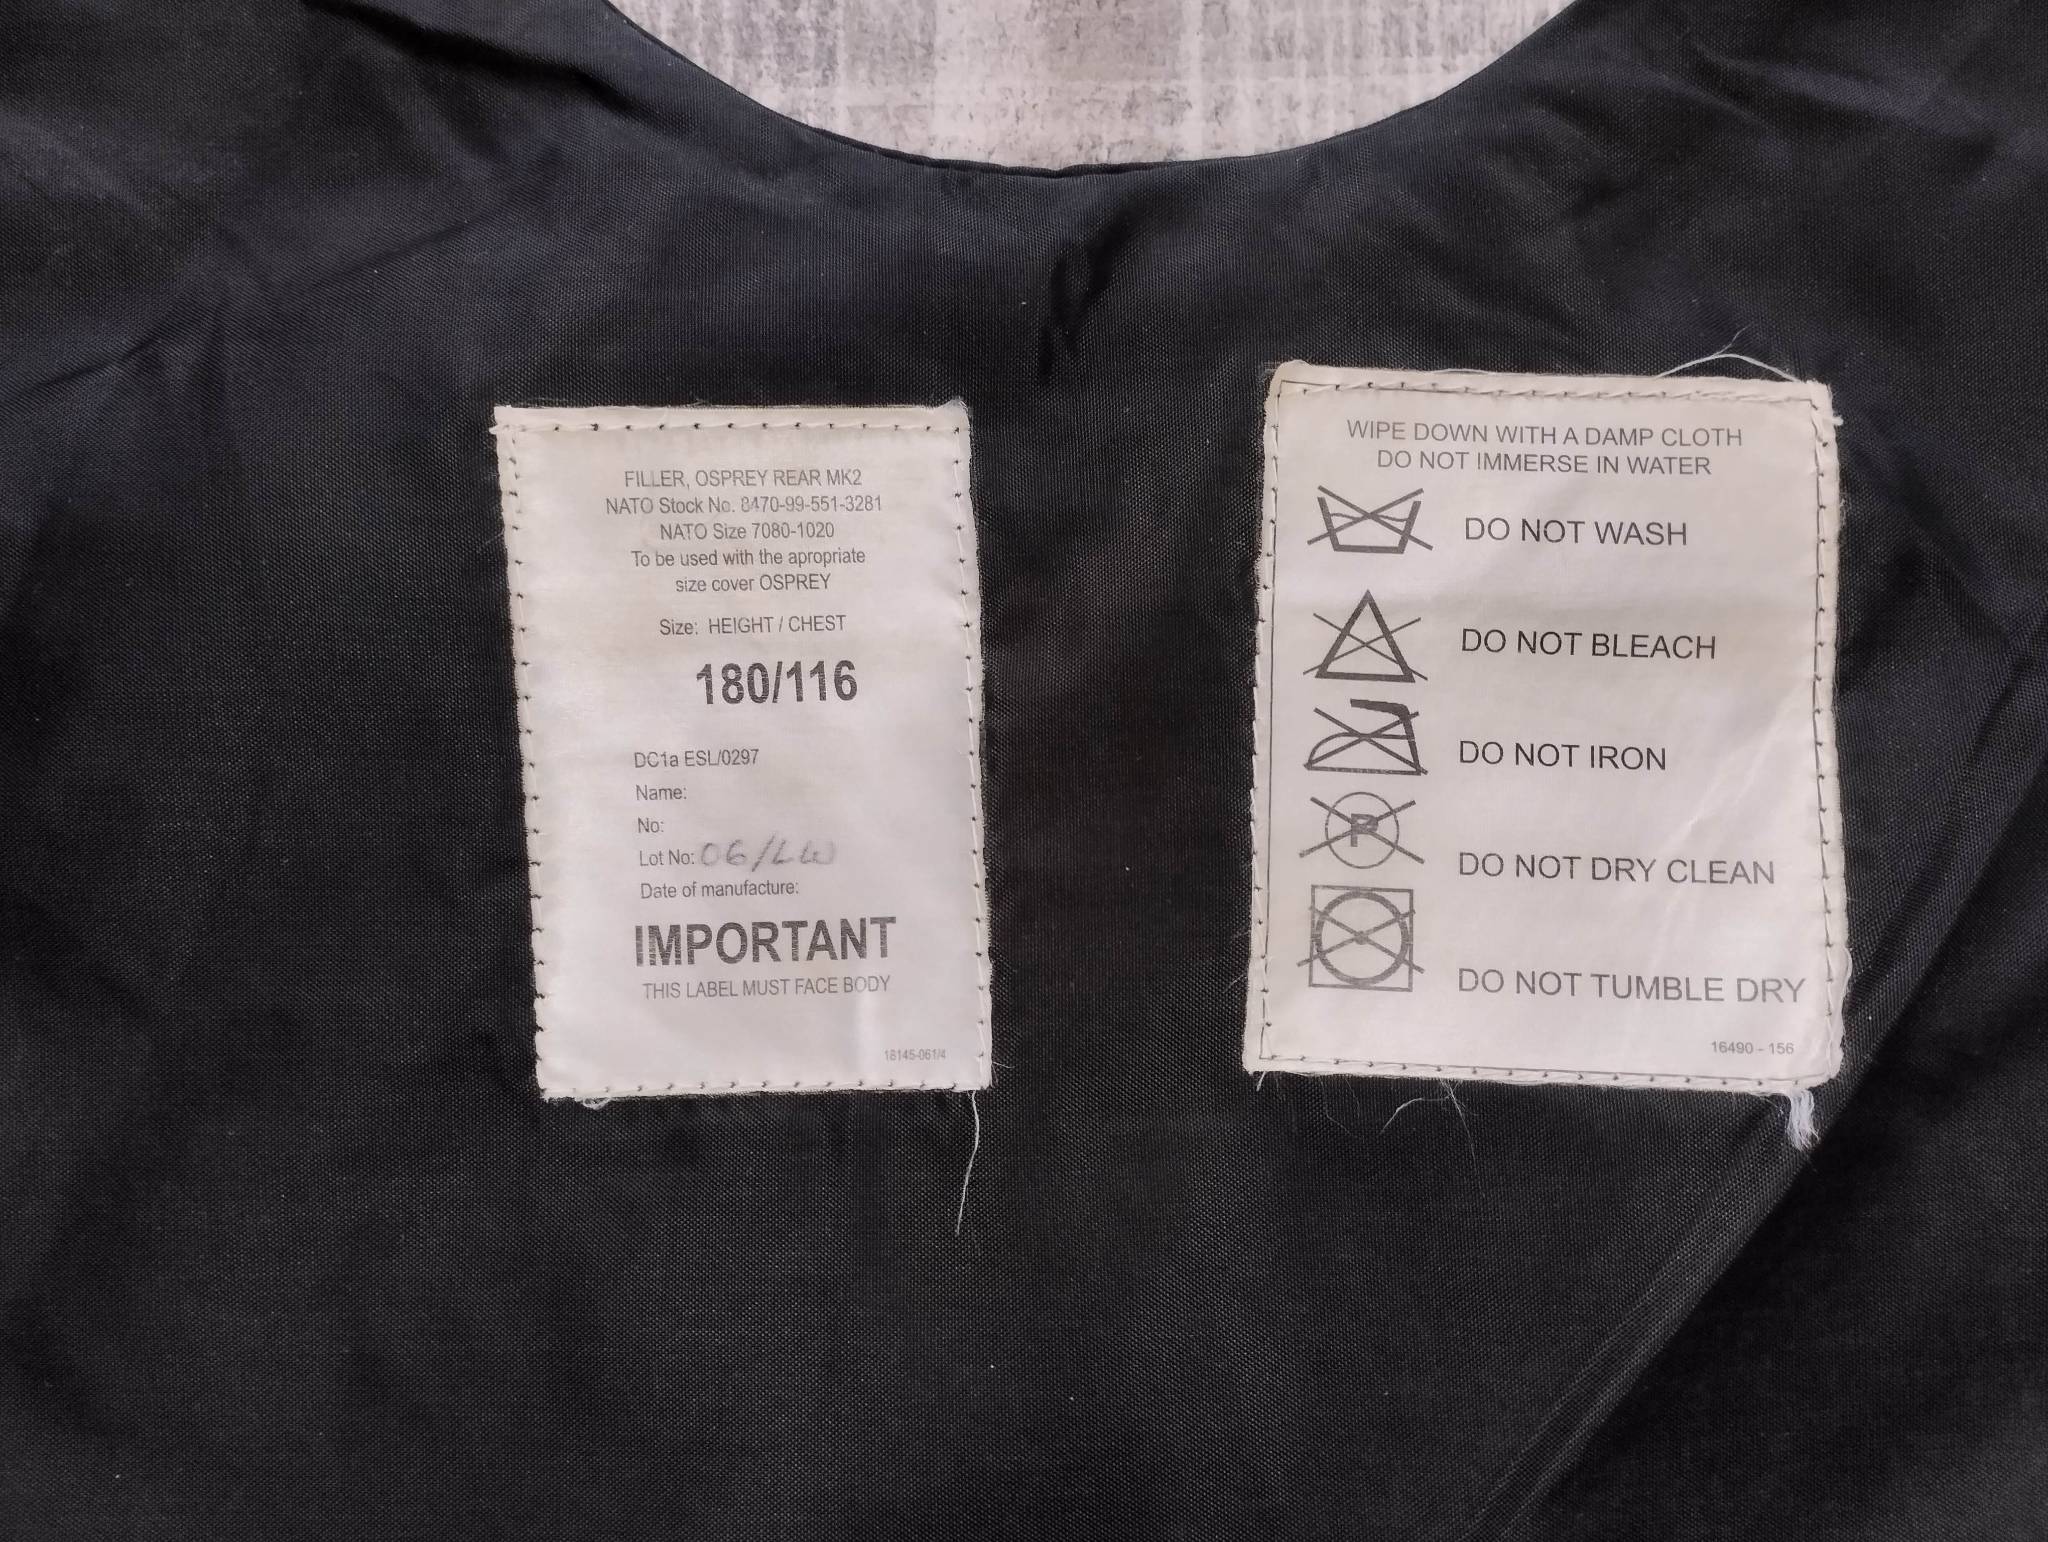 FILLER, OSPREY REAR MK2
NATO Stock No. 8470-99-551-3281
NATO Size 7080-1020
To be used with the apropriate
size cover OSPREY
Size: HEIGHT / CHEST
180/116
DC1a ESL/0297
Name:
No:
Lot No: 06/LW
Date of manufacture:
IMPORTANT
THIS LABEL MUST FACE BODY
16145-061/4
WIPE DOWN WITH A DAMP CLOTH
DO NOT IMMERSE IN WATER
DO NOT WASH
DO NOT BLEACH
DO NOT IRON
P
DO NOT DRY CLEAN
DO NOT TUMBLE DRY
16490 - 156